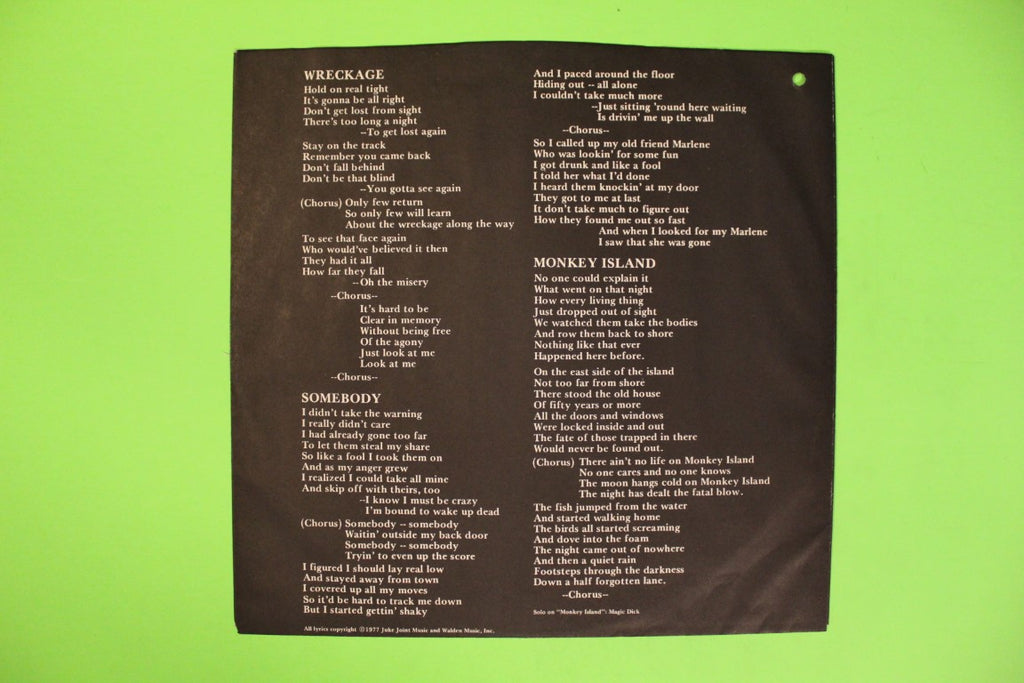 WRECKAGE
Hold on real tight
It's gonna be all right
Don't get lost from sight
There's too long a night
--To get lost again
Stay on the track
Remember you came back
Don't fall behind
Don't be that blind
--You gotta see again
(Chorus) Only few return
So only few will learn
About the wreckage along the way
To see that face again
Who would've believed it then
They had it all
How far they fall
--Oh the misery
--Chorus--
It's hard to be
Clear in memory
Without being free
Of the agony
Just look at me
Look at me
--Chorus--
SOMEBODY
I didn't take the warning
I really didn't care
I had already gone too far
To let them steal my share
So like a fool I took them on
And as my anger grew
I realized I could take all mine
And skip off with theirs, too
--I know I must be crazy
I'm bound to wake up dead
(Chorus) Somebody -- somebody
Waitin' outside my back door
Somebody -- somebody
Tryin' to even up the score
I figured I should lay real low
And stayed away from town
I covered up all my moves
So it'd be hard to track me down
But I started gettin' shaky
All lyrics copyright ©1977 Juke Joint Music and Walden Music, Inc.
And I paced around the floor
Hiding out -- all alone
I couldn't take much more
--Just sitting 'round here waiting
Is drivin' me up the wall
--Chorus--
So I called up my old friend Marlene
Who was lookin' for some fun
I got drunk and like a fool
I told her what I'd done
I heard them knockin' at my door
They got to me at last
It don't take much to figure out
How they found me out so fast
And when I looked for my Marlene
I saw that she was gone
MONKEY ISLAND
No one could explain it
What went on that night
How every living thing
Just dropped out of sight
We watched them take the bodies
And row them back to shore
Nothing like that ever
Happened here before.
On the east side of the island
Not too far from shore
There stood the old house
Of fifty years or more
All the doors and windows
Were locked inside and out
The fate of those trapped in there
Would never be found out.
(Chorus) There ain't no life on Monkey Island
No one cares and no one knows
The moon hangs cold on Monkey Island
The night has dealt the fatal blow.
The fish jumped from the water
And started walking home
The birds all started screaming
And dove into the foam
The night came out of nowhere
And then a quiet rain
Footsteps through the darkness
Down a half forgotten lane.
--Chorus--
Solo on "Monkey Island": Magic Dick